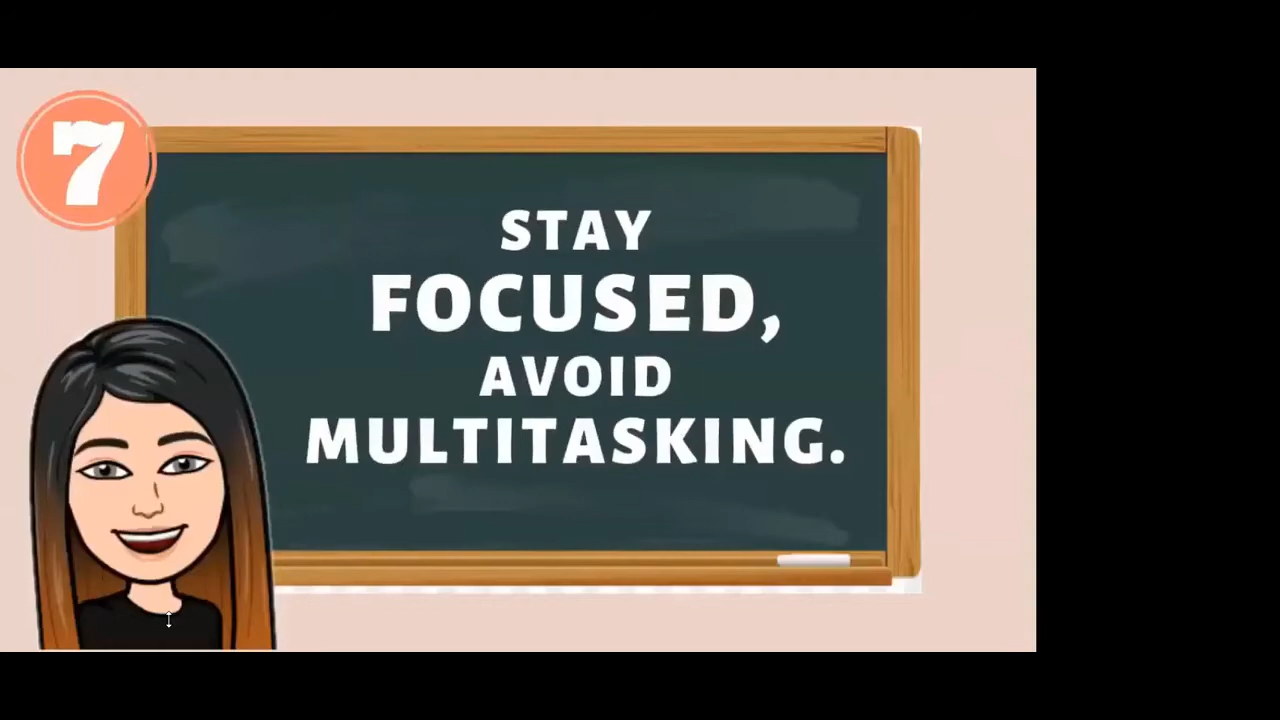 7
STAY
FOCUSED,
AVOID
MULTITASKING.